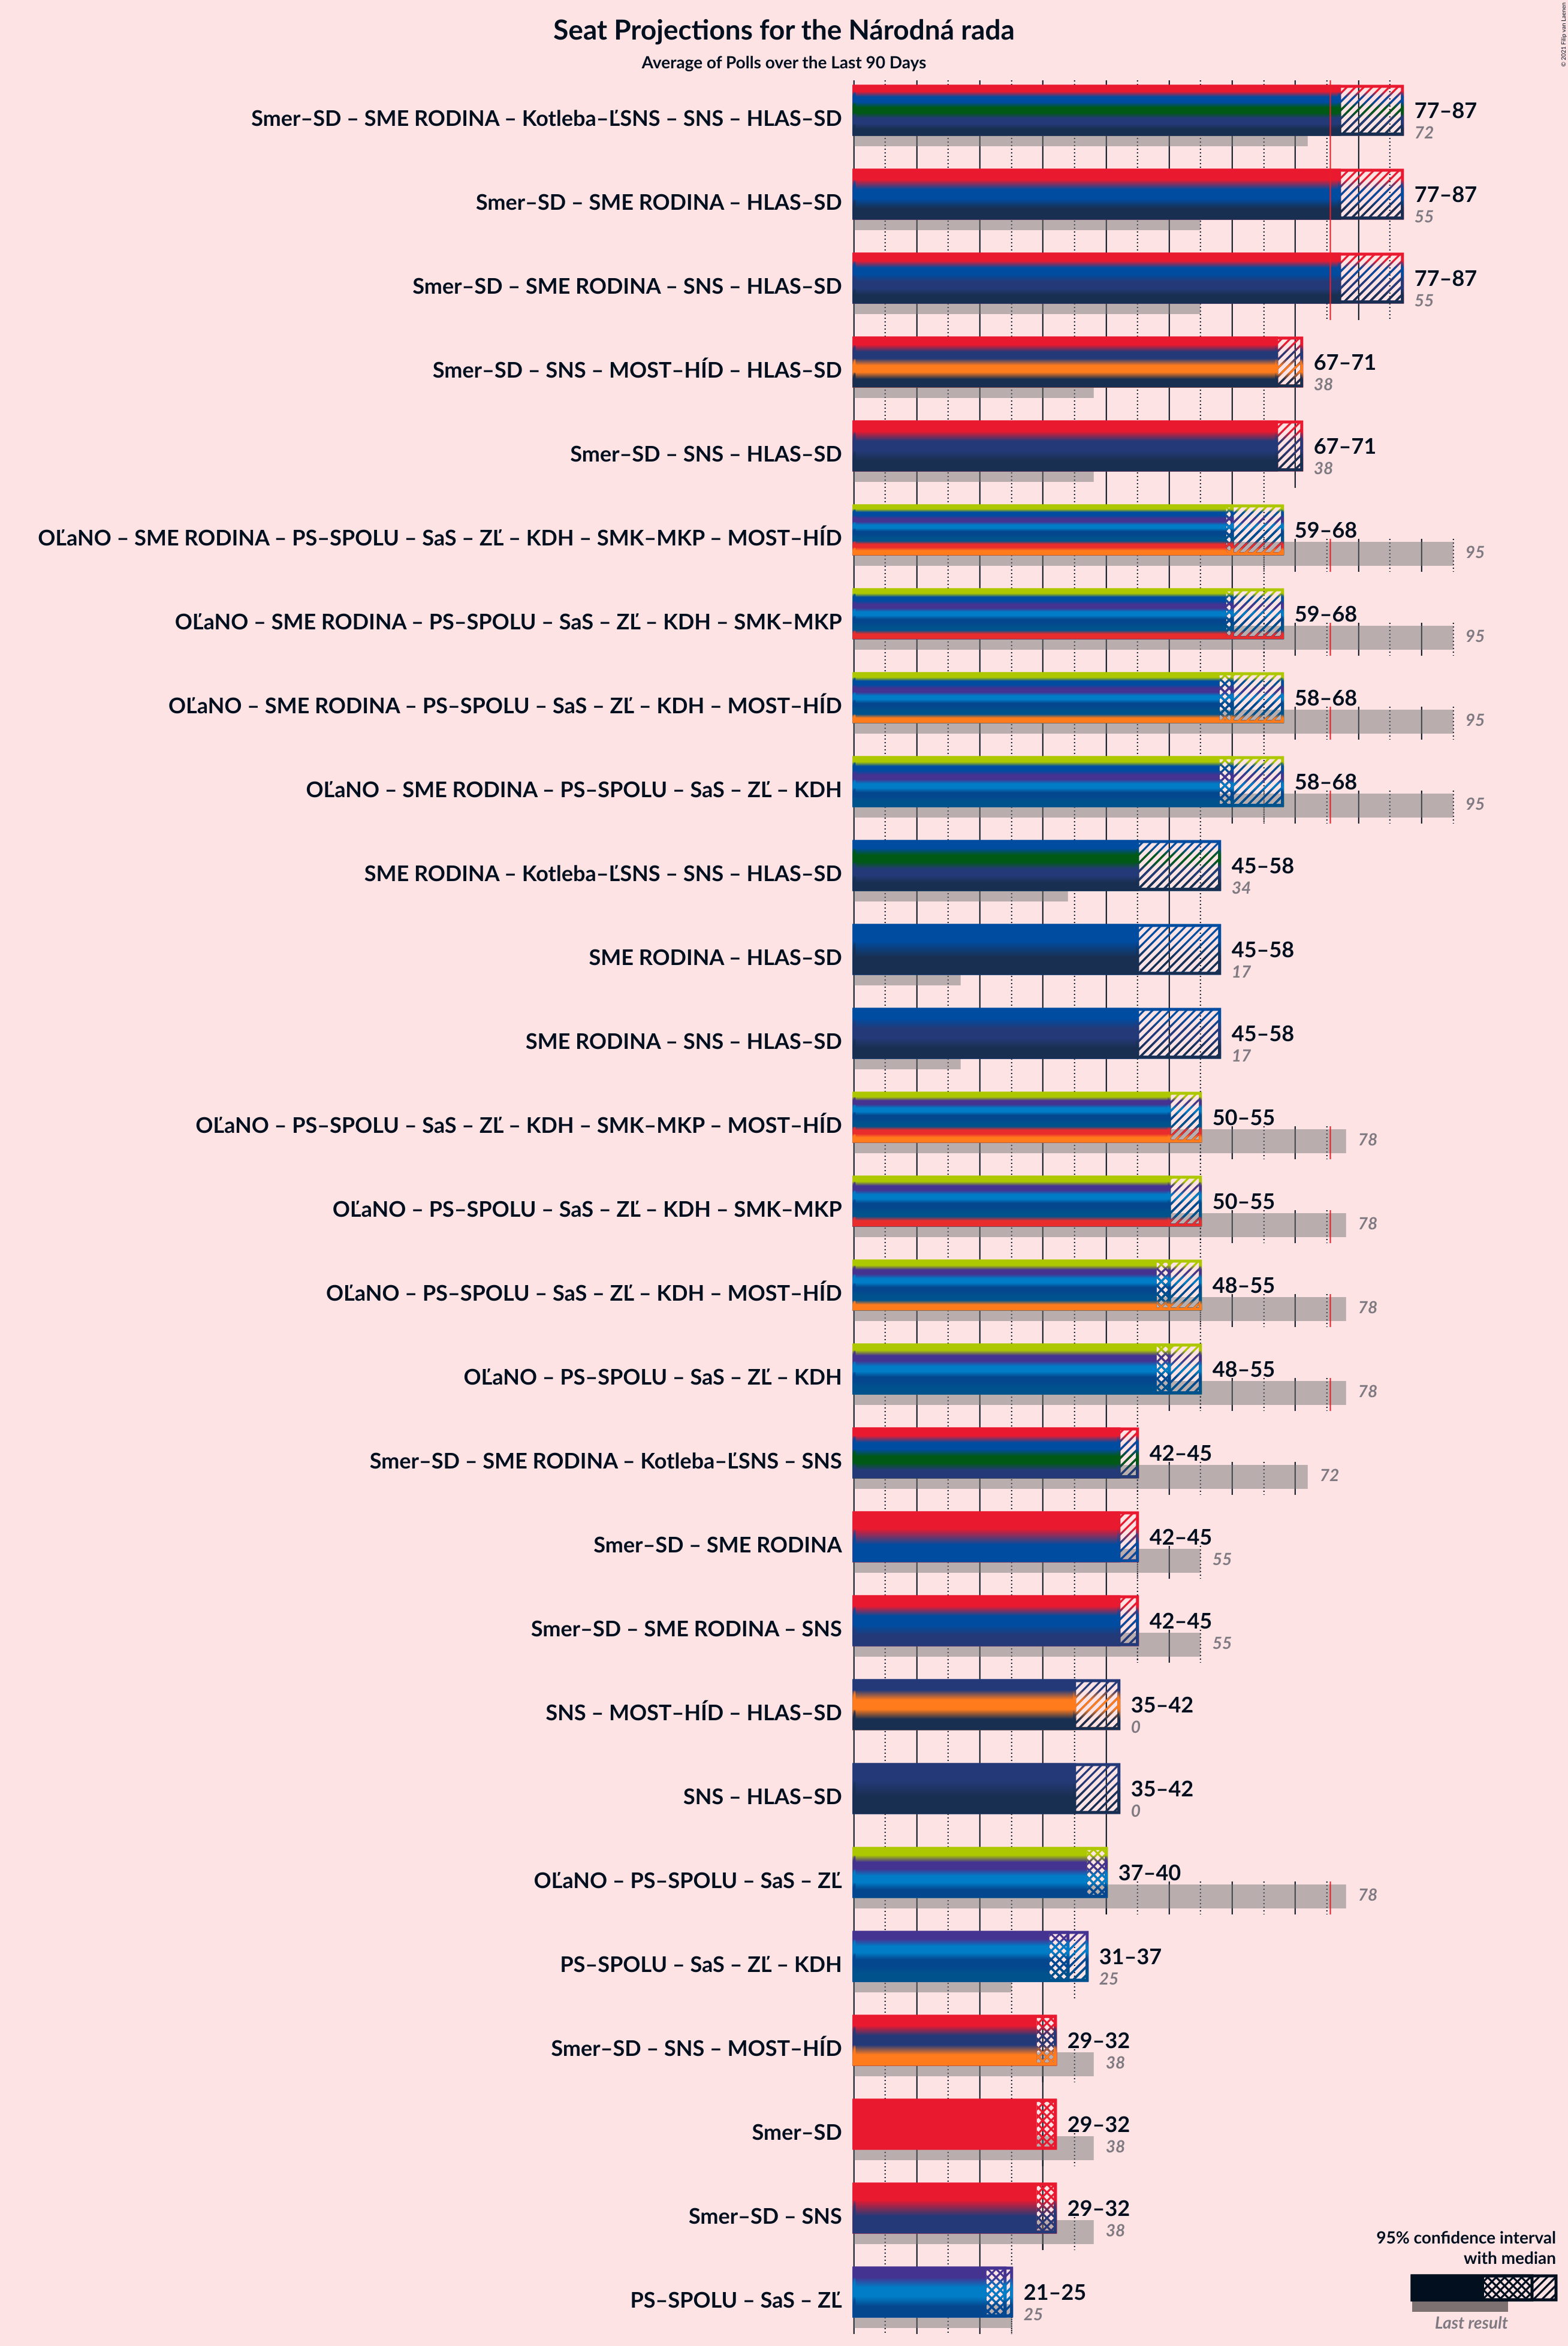 Seat Projections for the Národná rada
Average of Polls over the Last 90 Days
© 2021 Filip van Laenen
Smer–SD – SME RODINA – Kotleba–ĽSNS – SNS – HLAS–SD
77–87
72
Smer–SD – SME RODINA – HLAS–SD
77–87
55
Smer–SD – SME RODINA – SNS – HLAS–SD
77–87
55
Smer–SD – SNS – MOST–HÍD – HLAS–SD
67–71
38
Smer–SD – SNS – HLAS–SD
67–71
38
OĽaNO – SME RODINA – PS–SPOLU – SaS – ZĽ – KDH – SMK–MKP – MOST–HÍD
59–68
95
OĽaNO – SME RODINA – PS–SPOLU – SaS – ZĽ – KDH – SMK–MKP
59–68
95
OĽaNO – SME RODINA – PS–SPOLU – SaS – ZĽ – KDH – MOST–HÍD
58–68
95
OĽaNO – SME RODINA – PS–SPOLU – SaS – ZĽ – KDH
58–68
95
SME RODINA – Kotleba–ĽSNS – SNS – HLAS–SD
45–58
34
SME RODINA – HLAS–SD
45–58
17
SME RODINA – SNS – HLAS–SD
45–58
17
OĽaNO – PS–SPOLU – SaS – ZĽ – KDH – SMK–MKP – MOST–HÍD
50–55
78
OĽaNO – PS–SPOLU – SaS – ZĽ – KDH – SMK–MKP
50–55
78
OĽaNO – PS–SPOLU – SaS – ZĽ – KDH – MOST–HÍD
48–55
78
OĽaNO – PS–SPOLU – SaS – ZĽ – KDH
48–55
78
Smer–SD – SME RODINA – Kotleba–ĽSNS – SNS
42–45
72
Smer–SD – SME RODINA
42–45
55
Smer–SD – SME RODINA – SNS
42–45
55
SNS – MOST–HÍD – HLAS–SD
35–42
0
SNS – HLAS–SD
35–42
0
OĽaNO – PS–SPOLU – SaS – ZĽ
37–40
78
PS–SPOLU – SaS – ZĽ – KDH
31–37
25
Smer–SD – SNS – MOST–HÍD
29–32
38
Smer–SD
29–32
38
Smer–SD – SNS
29–32
38
PS–SPOLU – SaS – ZĽ
21–25
25
95% confidence interval
with median
Last result